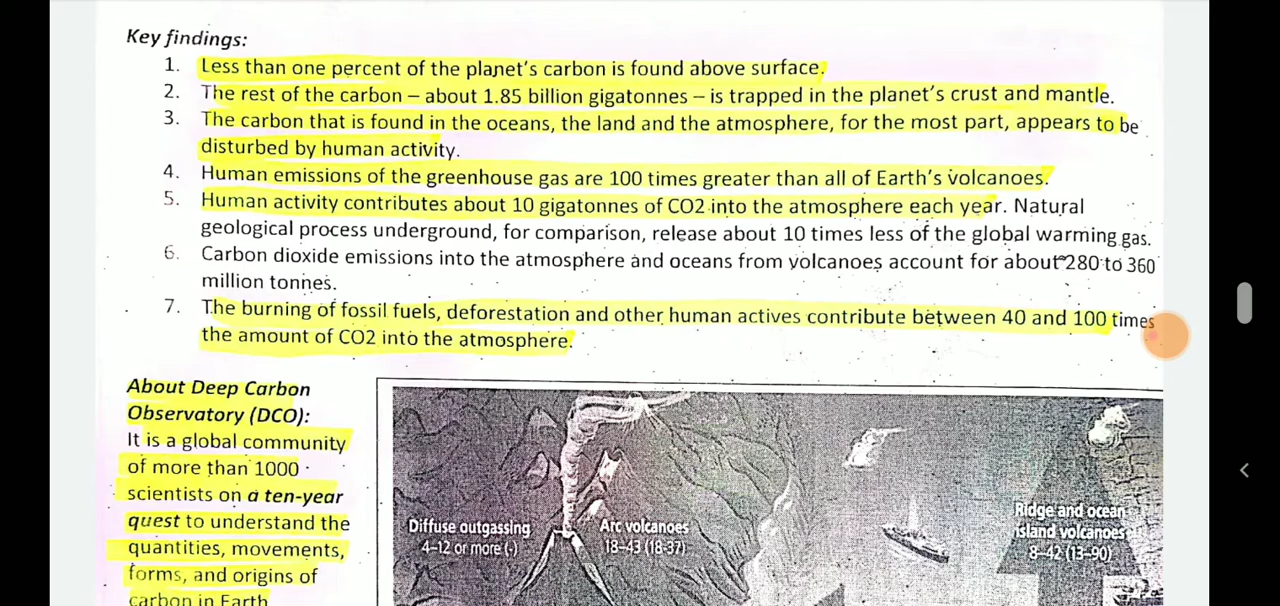 Key findings:
1. Less than one percent of the planet's carbon is found above surface.
2. The rest of the carbon – about 1.85 billion gigatonnes – is trapped in the planet's crust and mantle.
3. The carbon that is found in the oceans, the land and the atmosphere, for the most part, appears to be
disturbed by human activity.
4. Human emissions of the greenhouse gas are 100 times greater than all of Earth's volcanoes.
5. Human activity contributes about 10 gigatonnes of CO2 into the atmosphere each year. Natural
geological process underground, for comparison, release about 10 times less of the global warming gas.
6. Carbon dioxide emissions into the atmosphere and oceans from volcanoes account for about 280 to 360
million tonnes.
7. The burning of fossil fuels, deforestation and other human actives contribute between 40 and 100 times
the amount of CO2 into the atmosphere.
About Deep Carbon
Observatory (DCO):
It is a global community
of more than 1000
scientists on a ten-year
quest to understand the
quantities, movements,
forms, and origins of
carbon in Earth
Diffuse outgassing
4–12 or more (-)
Arc volcanoes
18–43 (18-37)
Ridge and ocean
island volcanoes
8–42 (13–90)